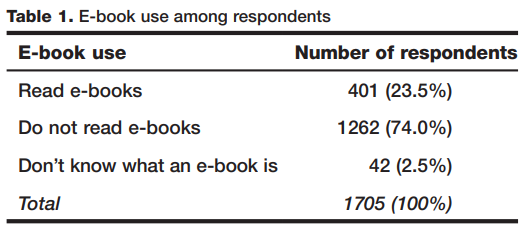 Table 1. E-book use among respondents
E-book use Number of respondents
Read e-books 401 (23.5%)
Do not read e-books 1262 (74.0%)
Don’t know what an e-book is 42 (2.5%)
Total 1705 (100%)